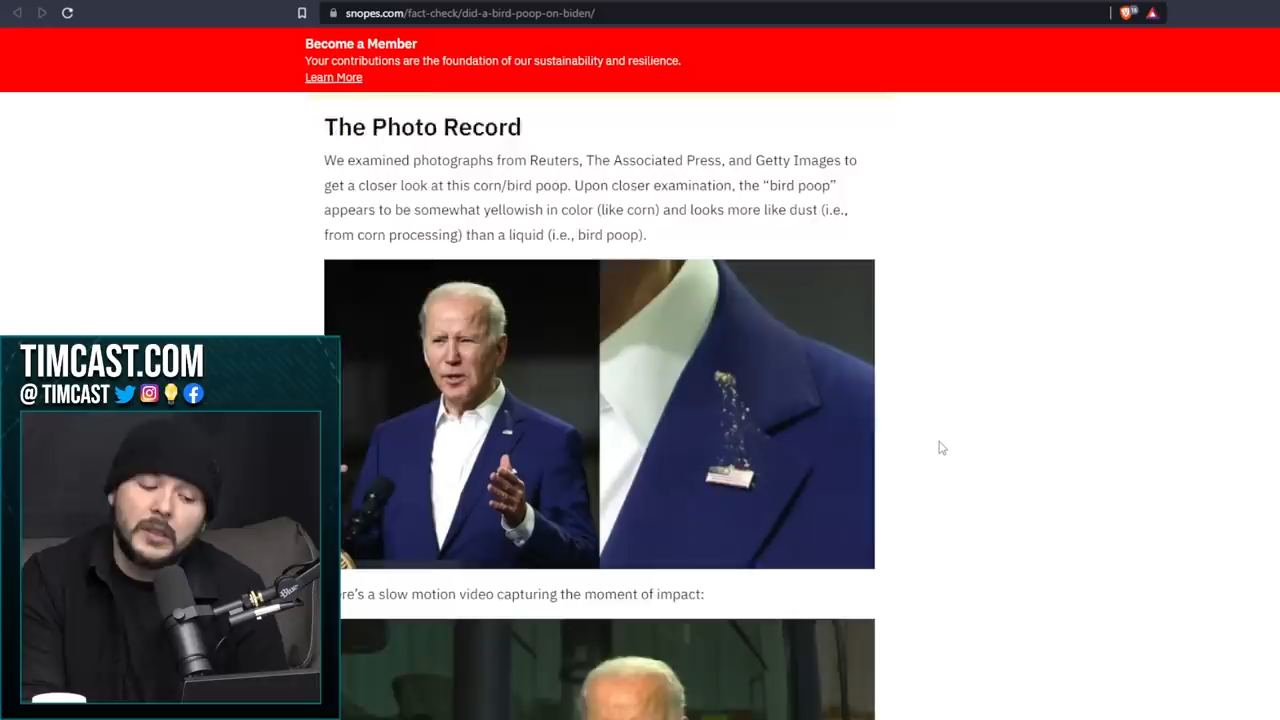 snopes.com/fact-check/did-a-bird-poop-on-biden/
Become a Member
Your contributions are the foundation of our sustainability and resilience.
Learn More
The Photo Record
We examined photographs from Reuters, The Associated Press, and Getty Images to
get a closer look at this corn/bird poop. Upon closer examination, the “bird poop”
appears to be somewhat yellowish in color (like corn) and looks more like dust (i.e.,
from corn processing) than a liquid (i.e., bird poop).
TIMCAST.COM
@ TIMCAST
Blue
re’s a slow motion video capturing the moment of impact: